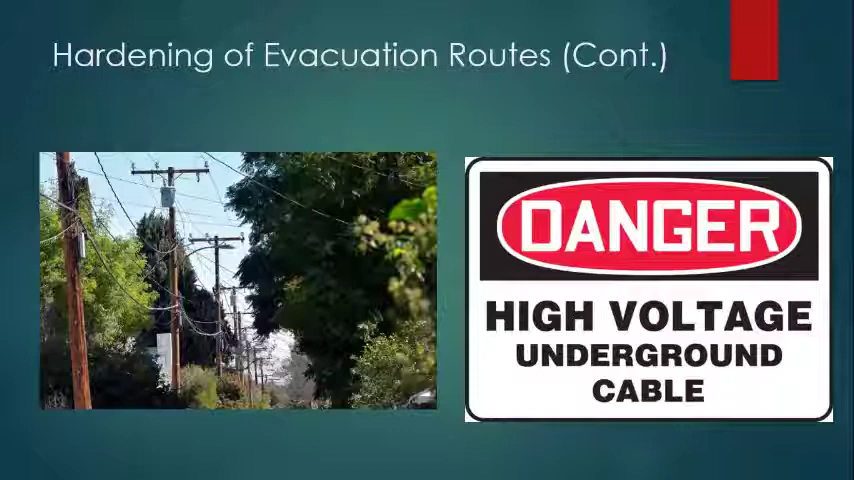 Hardening of Evacuation Routes (Cont.)
DANGER
HIGH VOLTAGE
UNDERGROUND
CABLE